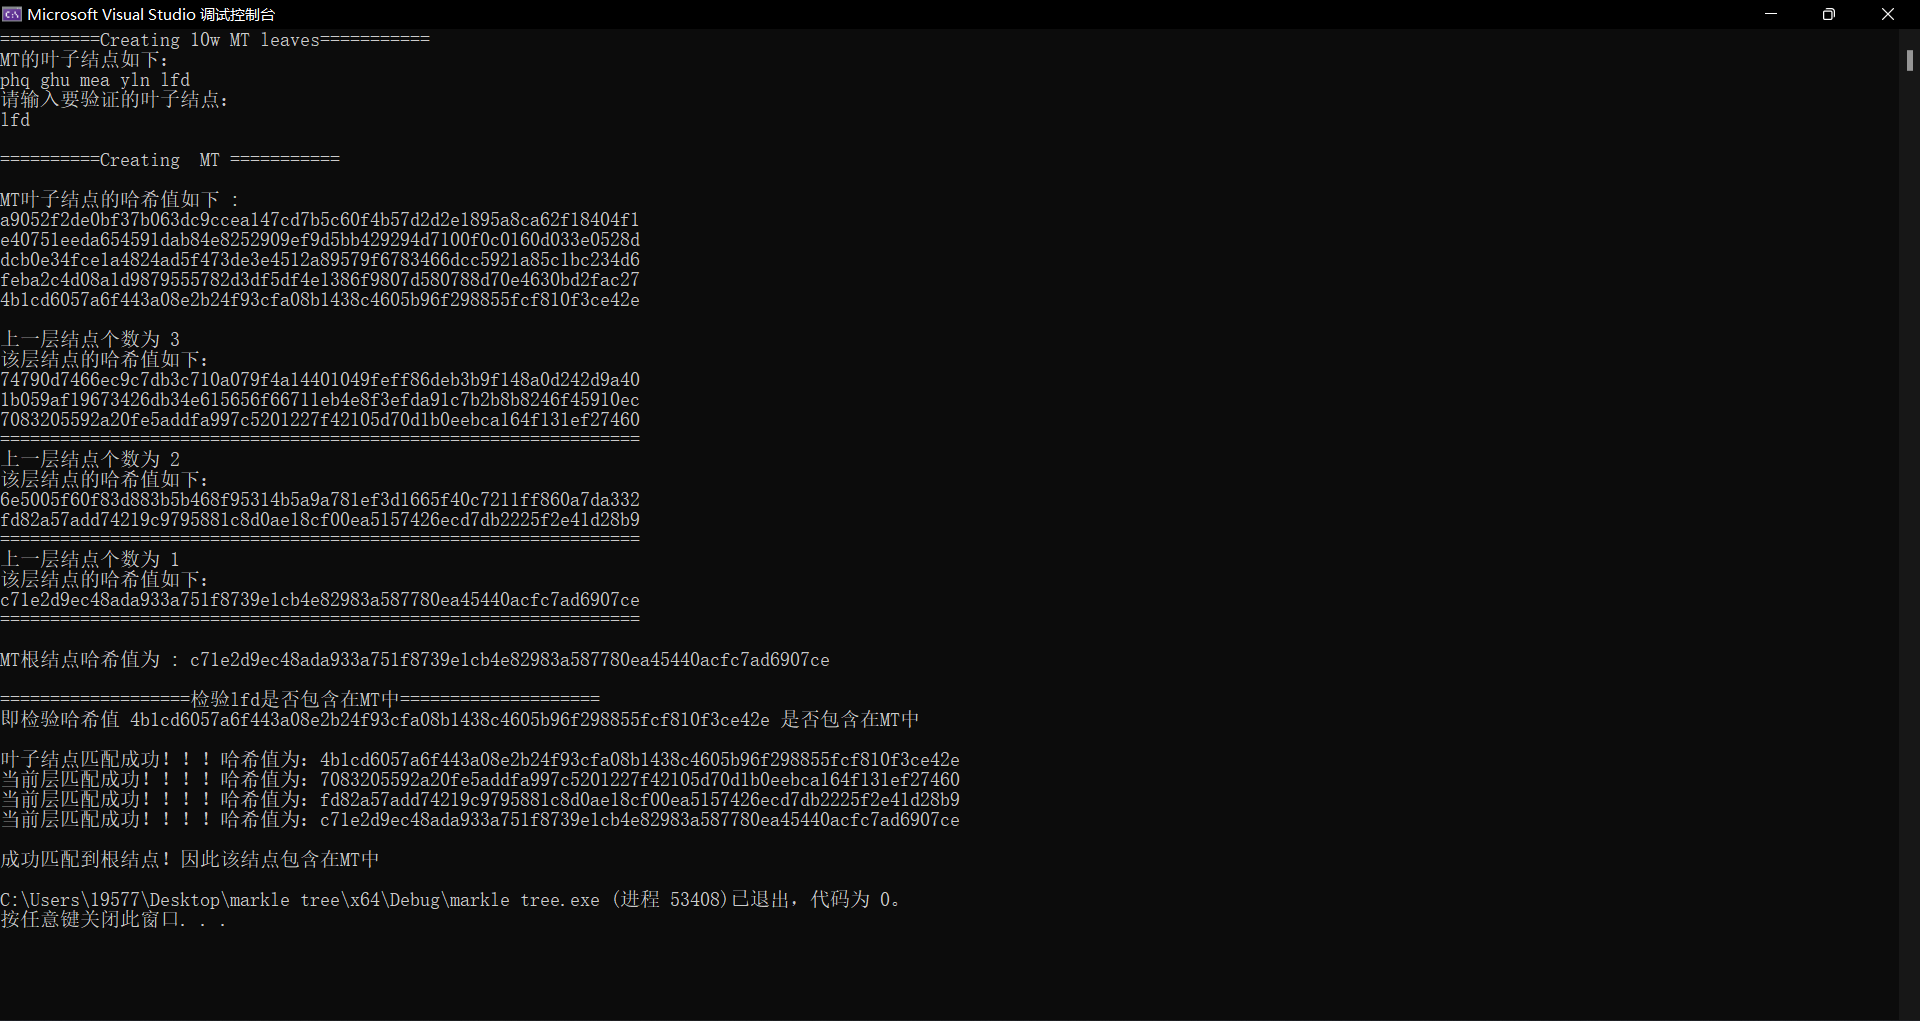 Microsoft Visual Studio 调试控制台
==========Creating 10w MT leaves===========
MT的叶子结点如下:
phq ghu mea yln lfd
请输入要验证的叶子结点:
lfd
==========Creating  MT ===========
MT叶子结点的哈希值如下 :
a9052f2de0bf37b063dc9ccea147cd7b5c60f4b57d2d2e1895a8ca62f18404f1
e40751eeda654591dab84e8252909ef9d5bb429294d7100f0c0160d033e0528d
dcb0e34fce1a4824ad5f473de3e4512a89579f6783466dcc5921a85c1bc234d6
feba2c4d08a1d9879555782d3df5df4e1386f9807d580788d70e4630bd2fac27
4b1cd6057a6f443a08e2b24f93cfa08b1438c4605b96f298855fcf810f3ce42e
上一层结点个数为 3
该层结点的哈希值如下:
74790d7466ec9c7db3c710a079f4a14401049feff86deb3b9f148a0d242d9a40
1b059af19673426db34e615656f66711eb4e8f3efda91c7b2b8b8246f45910ec
7083205592a20fe5addfa997c5201227f42105d70d1b0eebca164f131ef27460
================================================================
上一层结点个数为 2
该层结点的哈希值如下:
6e5005f60f83d883b5b468f95314b5a9a781ef3d1665f40c7211ff860a7da332
fd82a57add74219c9795881c8d0ae18cf00ea5157426ecd7db2225f2e41d28b9
================================================================
上一层结点个数为 1
该层结点的哈希值如下:
c71e2d9ec48ada933a751f8739e1cb4e82983a587780ea45440acfc7ad6907ce
================================================================
MT根结点哈希值为 : c71e2d9ec48ada933a751f8739e1cb4e82983a587780ea45440acfc7ad6907ce
===================检验lfd是否包含在MT中====================
即检验哈希值 4b1cd6057a6f443a08e2b24f93cfa08b1438c4605b96f298855fcf810f3ce42e 是否包含在MT中
叶子结点匹配成功！！！哈希值为: 4b1cd6057a6f443a08e2b24f93cfa08b1438c4605b96f298855fcf810f3ce42e
当前层匹配成功！！！！哈希值为: 7083205592a20fe5addfa997c5201227f42105d70d1b0eebca164f131ef27460
当前层匹配成功！！！！哈希值为: fd82a57add74219c9795881c8d0ae18cf00ea5157426ecd7db2225f2e41d28b9
当前层匹配成功！！！！哈希值为: c71e2d9ec48ada933a751f8739e1cb4e82983a587780ea45440acfc7ad6907ce
成功匹配到根结点！因此该结点包含在MT中
C:\Users\19577\Desktop\markle tree\x64\Debug\markle tree.exe (进程 53408)已退出，代码为 0。
按任意键关闭此窗口. . .